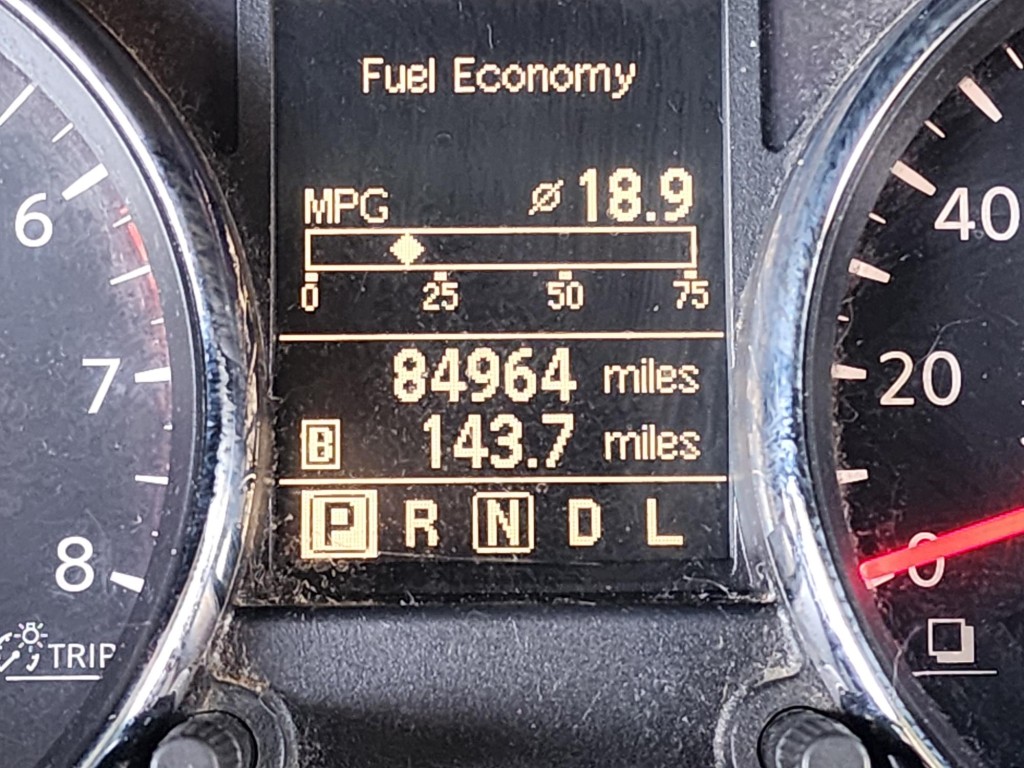 Fuel Economy
MPG ⌀ 18.9
0 25 50 75
84964 miles
B 143.7 miles
P R N D L
6
7
8
TRIP
40
20
0